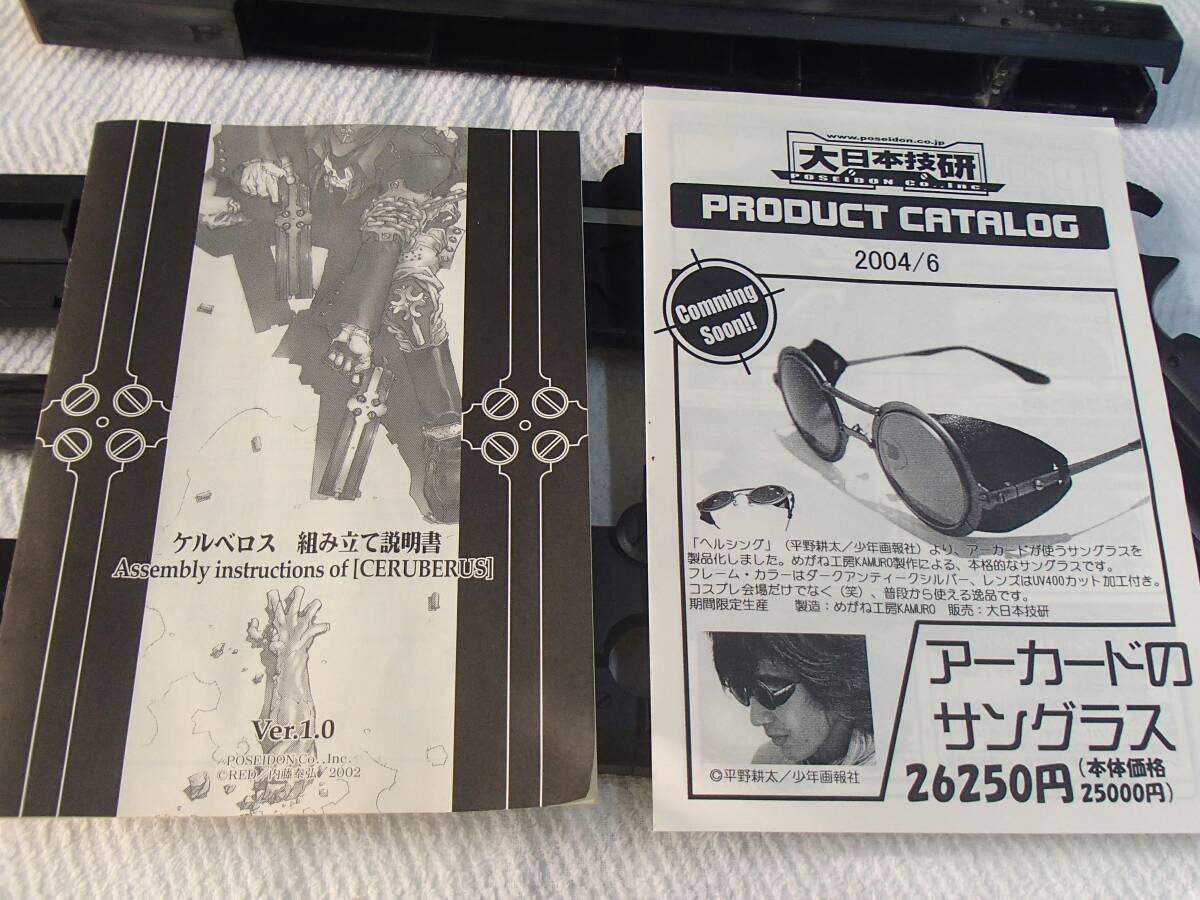 ケルベロス 組み立て説明書
Assembly instructions of [CERUBERUS]
Ver.1.0
POSEIDON Co.,Inc.
©RED／内藤泰弘／2002
www.poseidon.co.jp
大日本技研
POSEIDON Co.,Inc.
PRODUCT CATALOG
2004/6
Comming
Soon!!
「ヘルシング」（平野耕太／少年画報社）より、アーカードが使うサングラスを
製品化しました。めがね工房KAMURO製作による、本格的なサングラスです。
フレーム・カラーはダークアンティークシルバー、レンズはUV400カット加工付き。
コスプレ会場だけでなく（笑）、普段から使える逸品です。
期間限定生産 製造：めがね工房KAMURO 販売：大日本技研
アーカードの
サングラス
26250円（本体価格
25000円）
©平野耕太／少年画報社